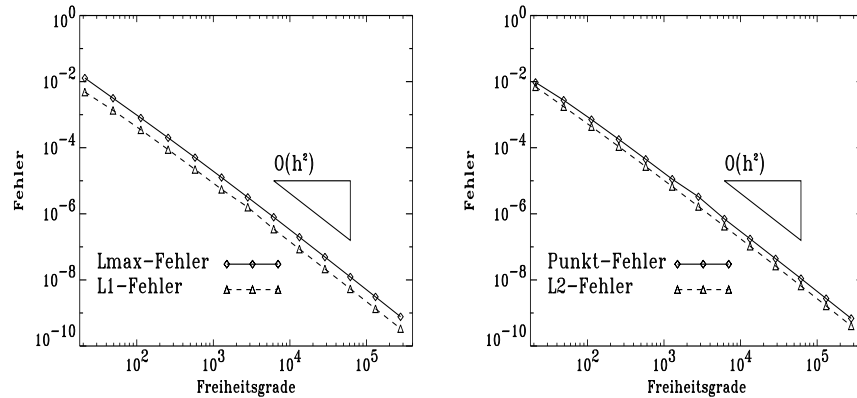 10^0
10^-2
10^-4
10^-6
10^-8
10^-10
Fehler
O(h²)
Lmax-Fehler
L1-Fehler
10^2
10^3
10^4
10^5
Freiheitsgrade
10^0
10^-2
10^-4
10^-6
10^-8
10^-10
Fehler
O(h²)
Punkt-Fehler
L2-Fehler
10^2
10^3
10^4
10^5
Freiheitsgrade